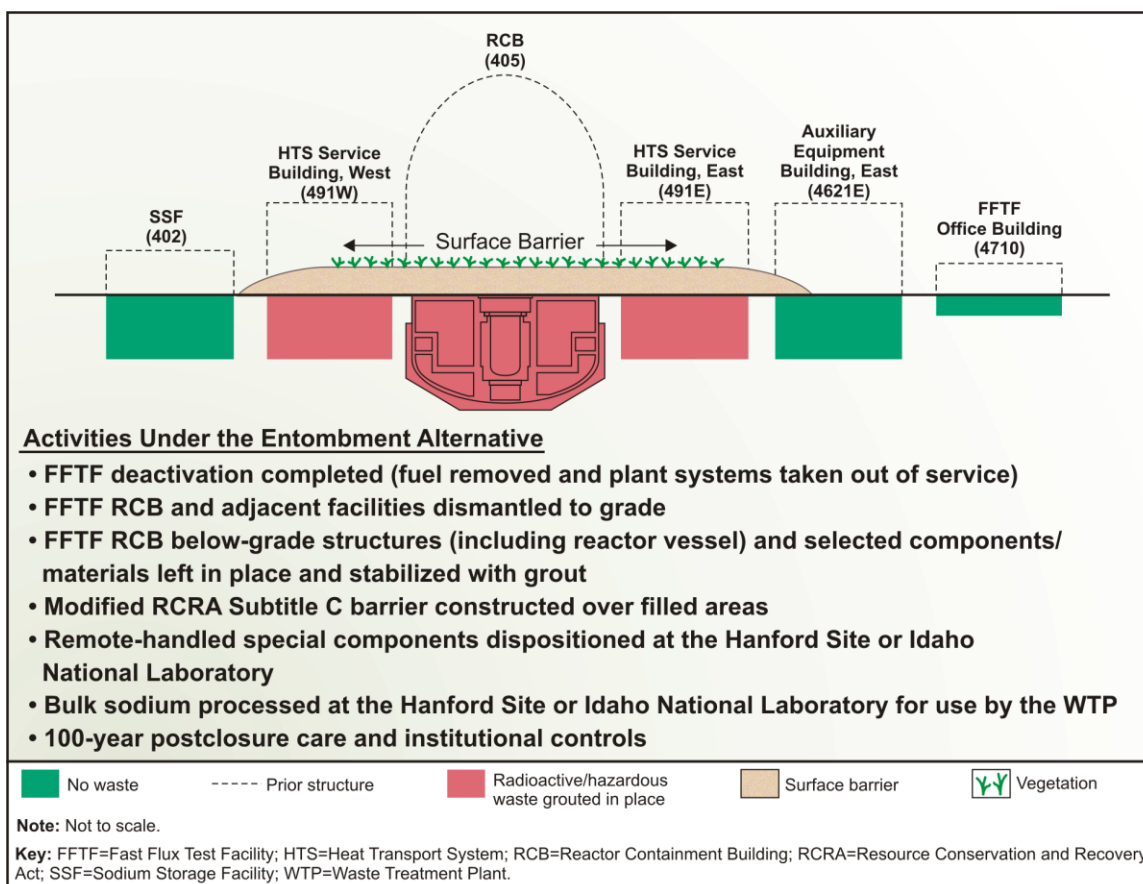 RCB
(405)
HTS Service
Building, West
(491W)
HTS Service
Building, East
(491E)
Auxiliary
Equipment
Building, East
(4621E)
SSF
(402)
FFTF
Office Building
(4710)
Surface Barrier
Activities Under the Entombment Alternative
• FFTF deactivation completed (fuel removed and plant systems taken out of service)
• FFTF RCB and adjacent facilities dismantled to grade
• FFTF RCB below-grade structures (including reactor vessel) and selected components/
materials left in place and stabilized with grout
• Modified RCRA Subtitle C barrier constructed over filled areas
• Remote-handled special components dispositioned at the Hanford Site or Idaho
National Laboratory
• Bulk sodium processed at the Hanford Site or Idaho National Laboratory for use by the WTP
• 100-year postclosure care and institutional controls
No waste
Prior structure
Radioactive/hazardous
waste grouted in place
Surface barrier
Vegetation
Note: Not to scale.
Key: FFTF=Fast Flux Test Facility; HTS=Heat Transport System; RCB=Reactor Containment Building; RCRA=Resource Conservation and Recovery
Act; SSF=Sodium Storage Facility; WTP=Waste Treatment Plant.